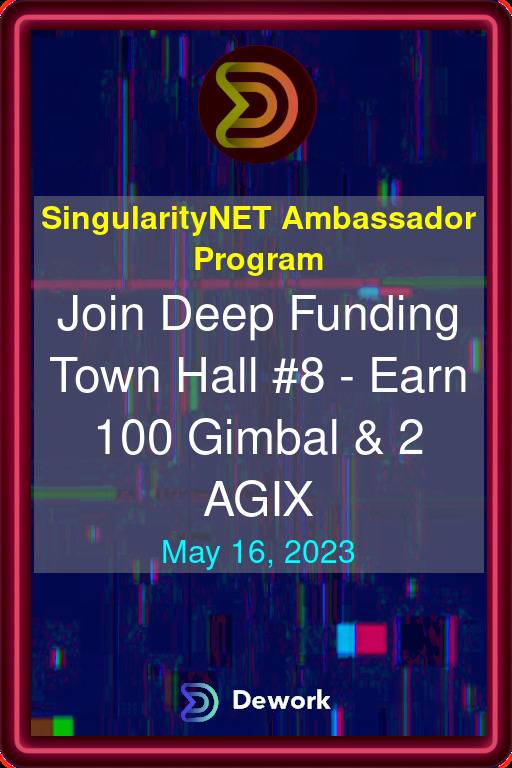 SingularityNET Ambassador
Program
Join Deep Funding
Town Hall #8 - Earn
100 Gimbal & 2
AGIX
May 16, 2023
Dework